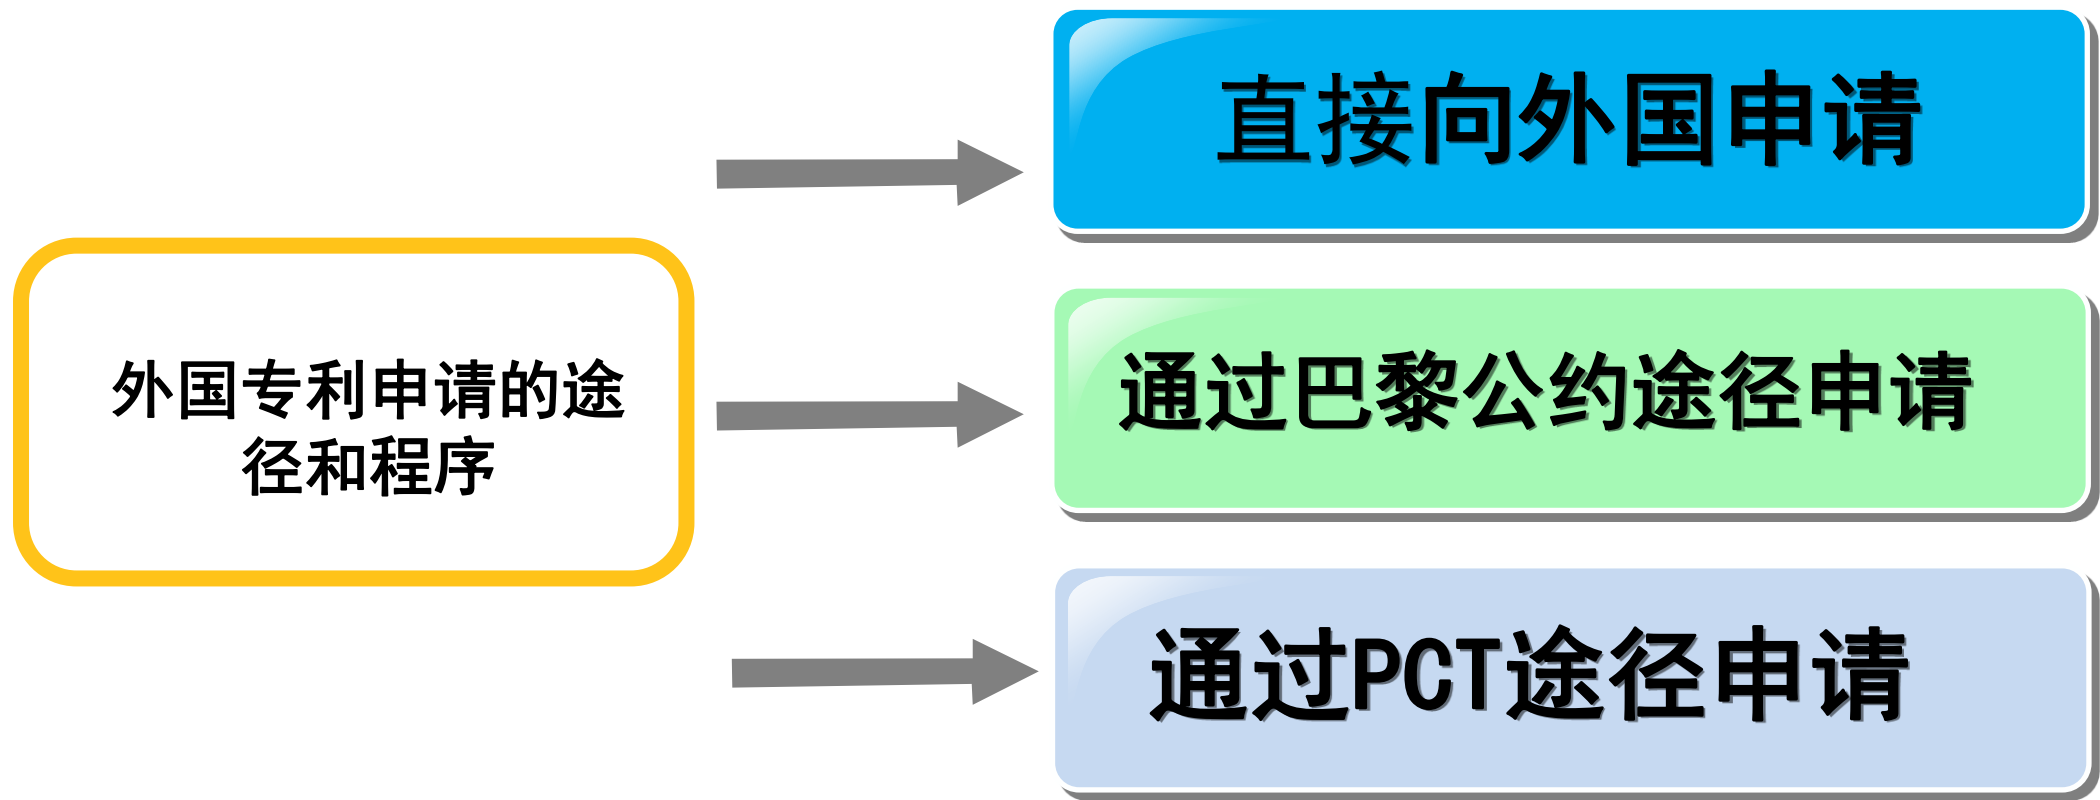 外国专利申请的途
径和程序
直接向外国申请
通过巴黎公约途径申请
通过PCT途径申请